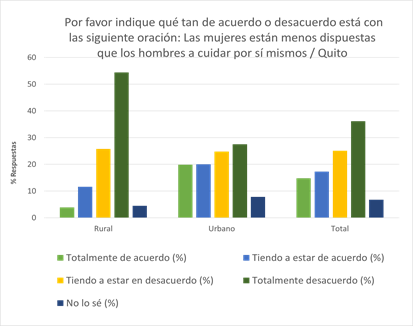 Por favor indique qué tan de acuerdo o desacuerdo está con
las siguiente oración: Las mujeres están menos dispuestas
que los hombres a cuidar por sí mismos / Quito
60
50
40
30
20
10
0
% Respuestas
Rural Urbano Total
Totalmente de acuerdo (%) Tiendo a estar de acuerdo (%)
Tiendo a estar en desacuerdo (%) Totalmente desacuerdo (%)
No lo sé (%)